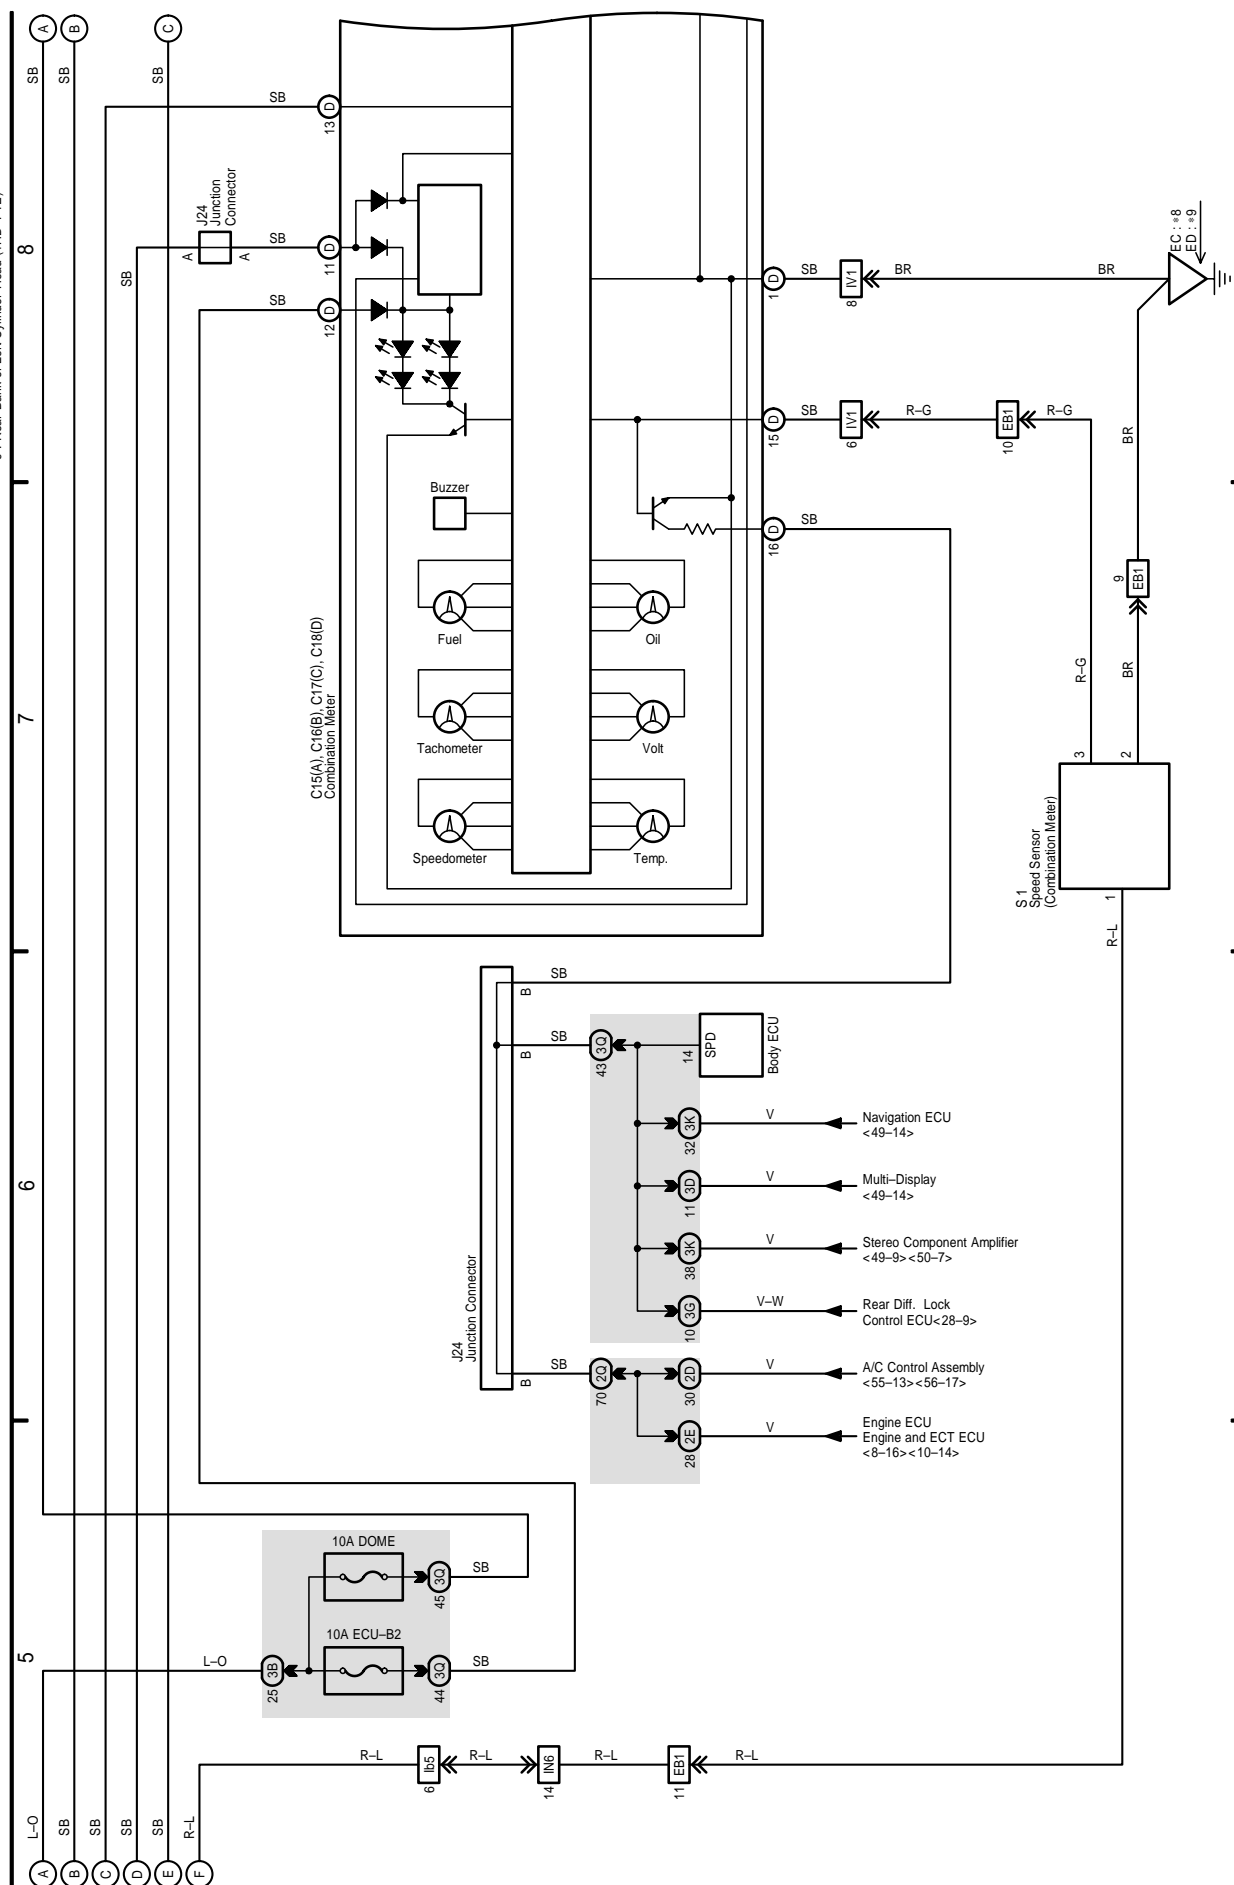 A
B
C
SB
SB
SB
SB
13
D
8
J24
Junction
Connector
A
A
SB
11
D
SB
SB
12
D
1
D
SB
8
IV1
BR
BR
EC : *8
ED : *9
15
D
SB
6
IV1
R–G
10
EB1
R–G
BR
Buzzer
16
D
SB
9
EB1
C15(A), C16(B), C17(C), C18(D)
Combination Meter
Fuel
Oil
7
Tachometer
Volt
R–G
BR
3
2
Speedometer
Temp.
S 1
Speed Sensor
(Combination Meter)
1
R–L
B
SB
B
SB
43
3Q
14
SPD
Body ECU
32
3K
V
Navigation ECU
<49–14>
6
11
3D
V
Multi–Display
<49–14>
38
3K
V
Stereo Component Amplifier
<49–9><50–7>
J24
Junction Connector
10
3G
V–W
Rear Diff. Lock
Control ECU<28–9>
B
SB
70
2Q
30
2D
V
A/C Control Assembly
<55–13><56–17>
28
2E
V
Engine ECU
Engine and ECT ECU
<8–16><10–14>
10A DOME
45
3Q
SB
5
10A ECU–B2
L–O
25
3B
44
3Q
SB
R–L
6
Ib5
R–L
14
IN6
R–L
11
EB1
R–L
L–O
SB
SB
SB
SB
R–L
A
B
C
D
E
F